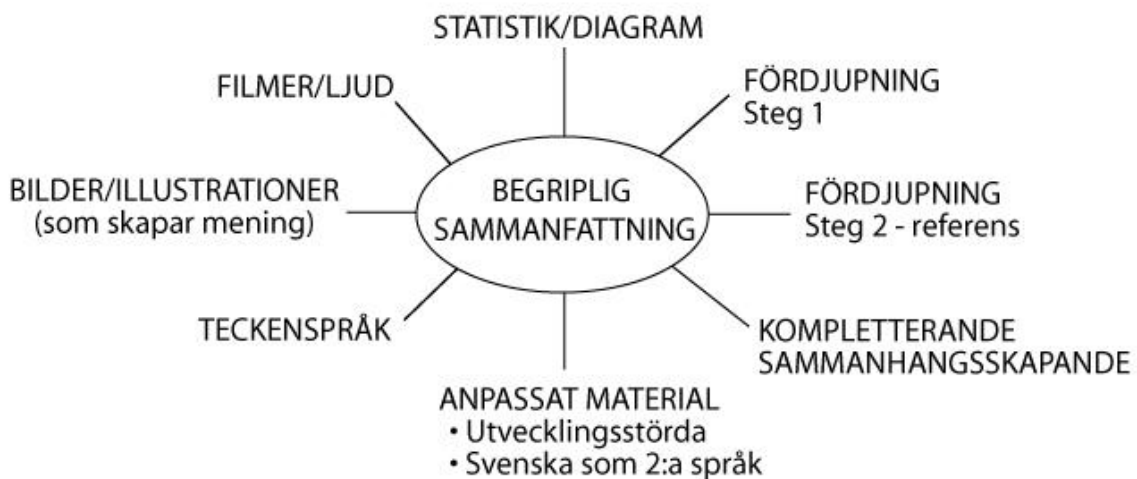 STATISTIK/DIAGRAM
FILMER/LJUD
FÖRDJUPNING
Steg 1
BILDER/ILLUSTRATIONER
(som skapar mening)
BEGRIPLIG
SAMMANFATTNING
FÖRDJUPNING
Steg 2 - referens
TECKENSPRÅK
KOMPLETTERANDE
SAMMANHANGSSKAPANDE
ANPASSAT MATERIAL
• Utvecklingsstörda
• Svenska som 2:a språk